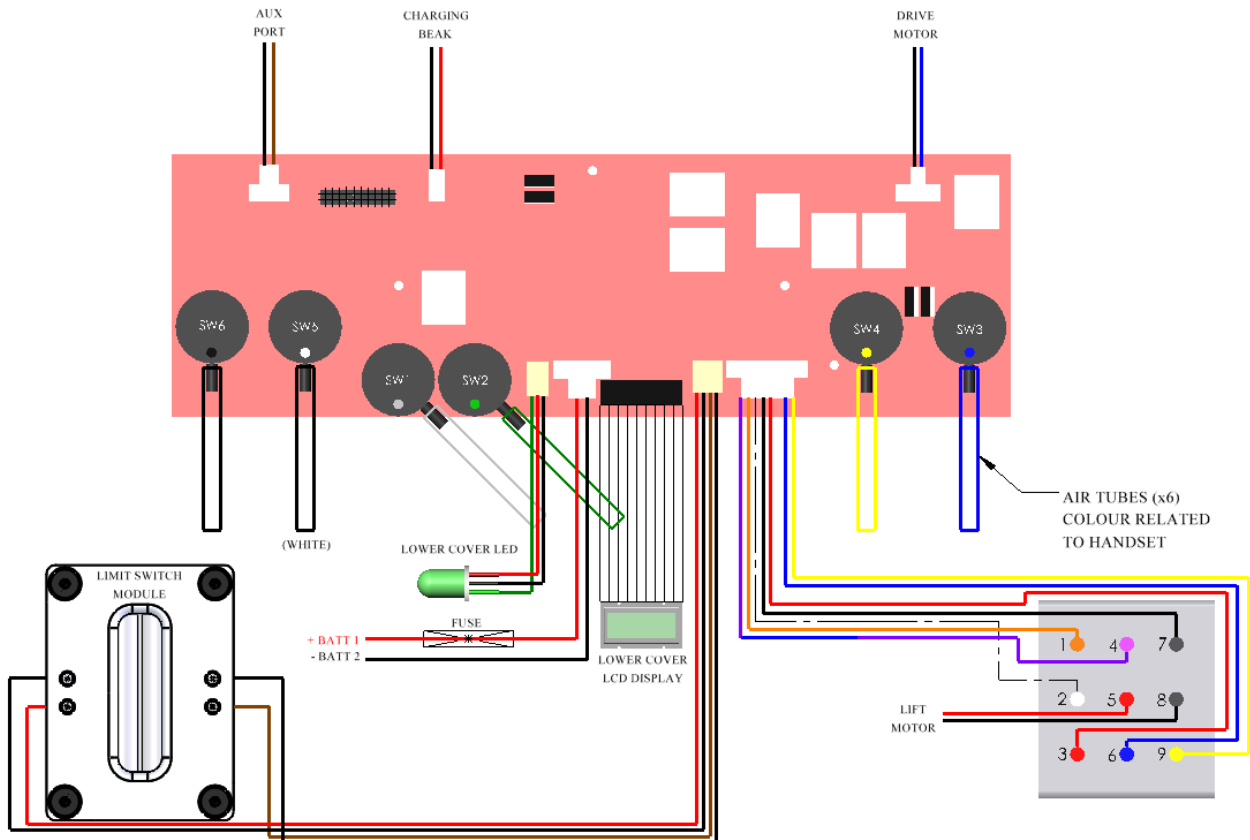 AUX
PORT
CHARGING
BEAK
DRIVE
MOTOR
SW6
SW5
SW1
SW2
SW4
SW3
(WHITE)
AIR TUBES (x6)
COLOUR RELATED
TO HANDSET
LOWER COVER LED
LIMIT SWITCH
MODULE
FUSE
+ BATT 1
- BATT 2
LOWER COVER
LCD DISPLAY
LIFT
MOTOR
1 4 7
2 5 8
3 6 9